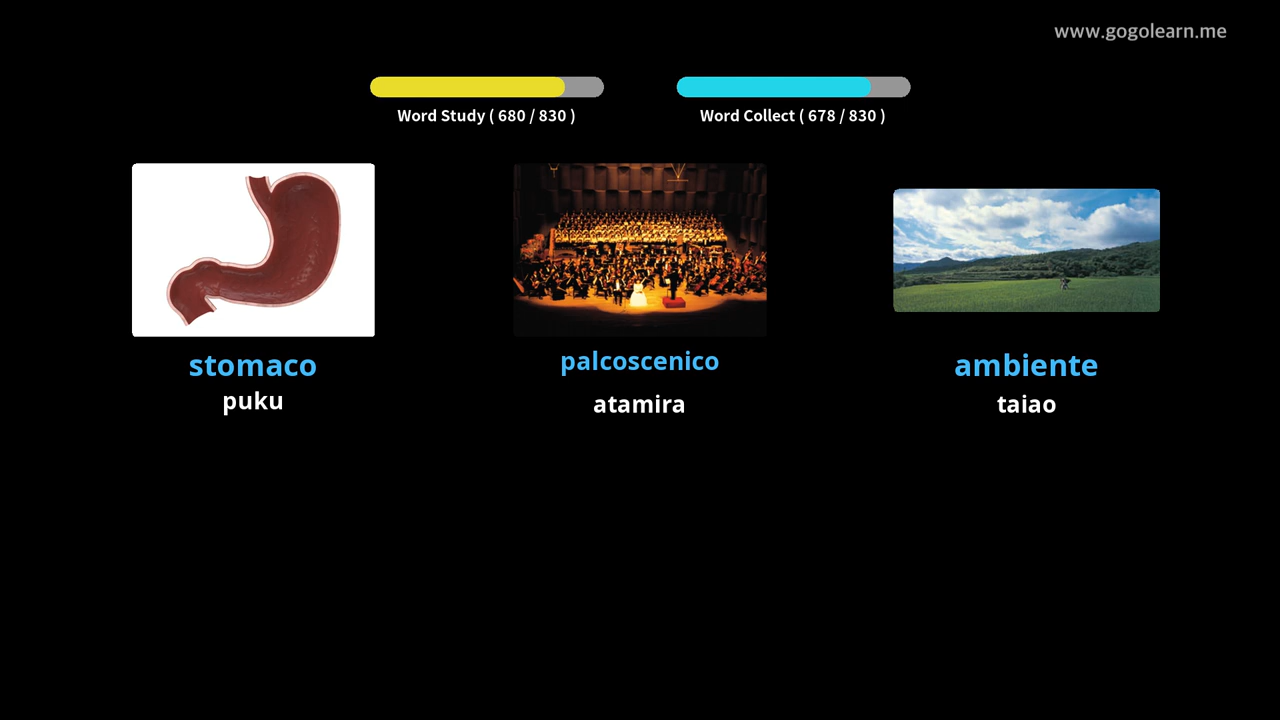 www.gogolearn.me
Word Study ( 680 / 830 )
Word Collect ( 678 / 830 )
stomaco
puku
palcoscenico
atamira
ambiente
taiao